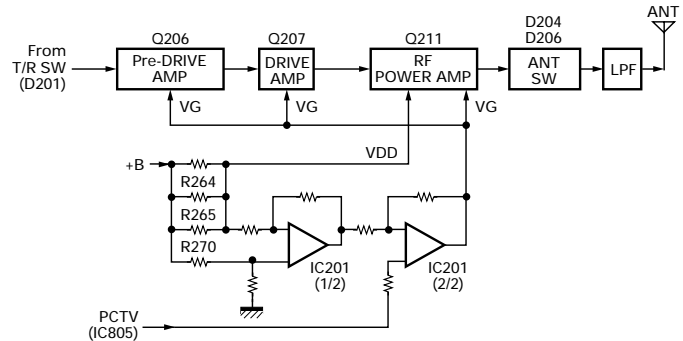 ANT
Q206
Q207
Q211
D204
D206
From
T/R SW
(D201)
Pre-DRIVE
AMP
DRIVE
AMP
RF
POWER AMP
ANT
SW
LPF
VG
VG
VG
+B
VDD
R264
R265
R270
IC201
(1/2)
IC201
(2/2)
PCTV
(IC805)